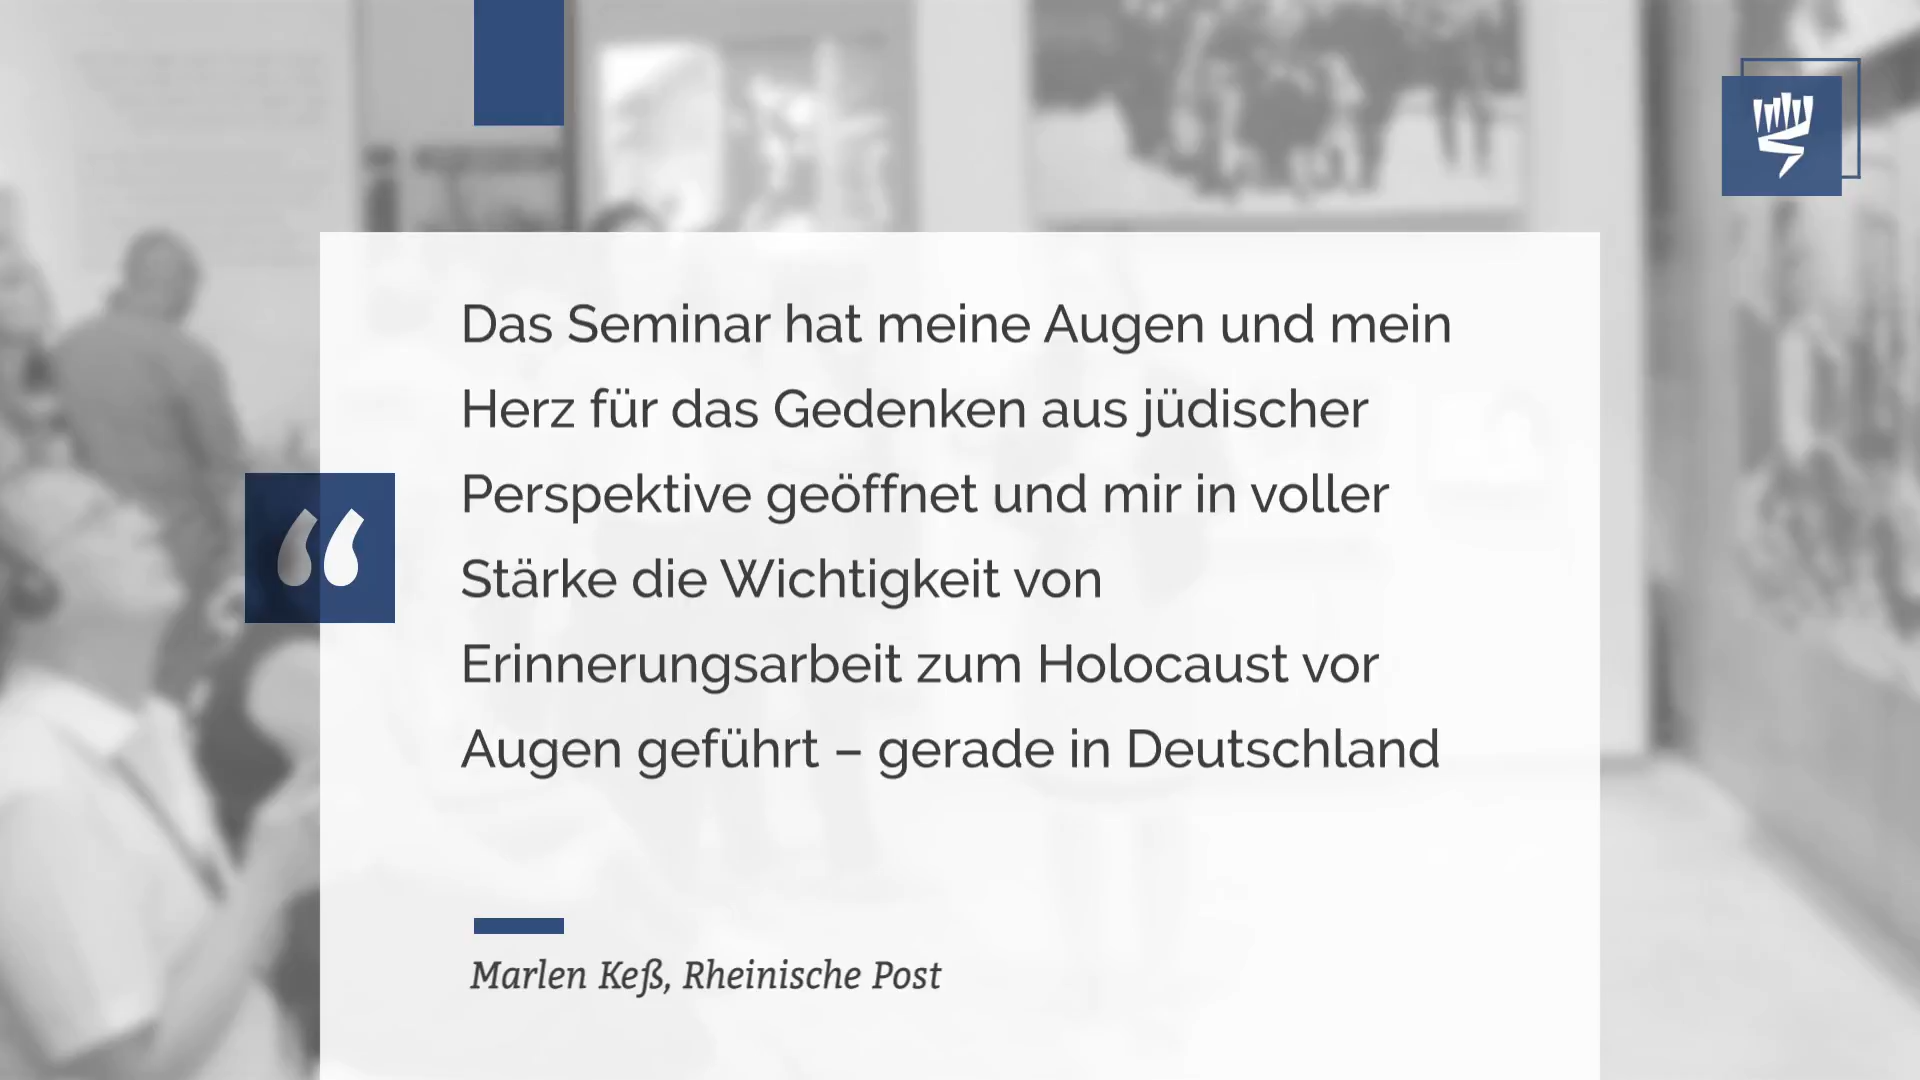 Das Seminar hat meine Augen und mein
Herz für das Gedenken aus jüdischer
Perspektive geöffnet und mir in voller
Stärke die Wichtigkeit von
Erinnerungsarbeit zum Holocaust vor
Augen geführt – gerade in Deutschland
“
Marlen Keß, Rheinische Post